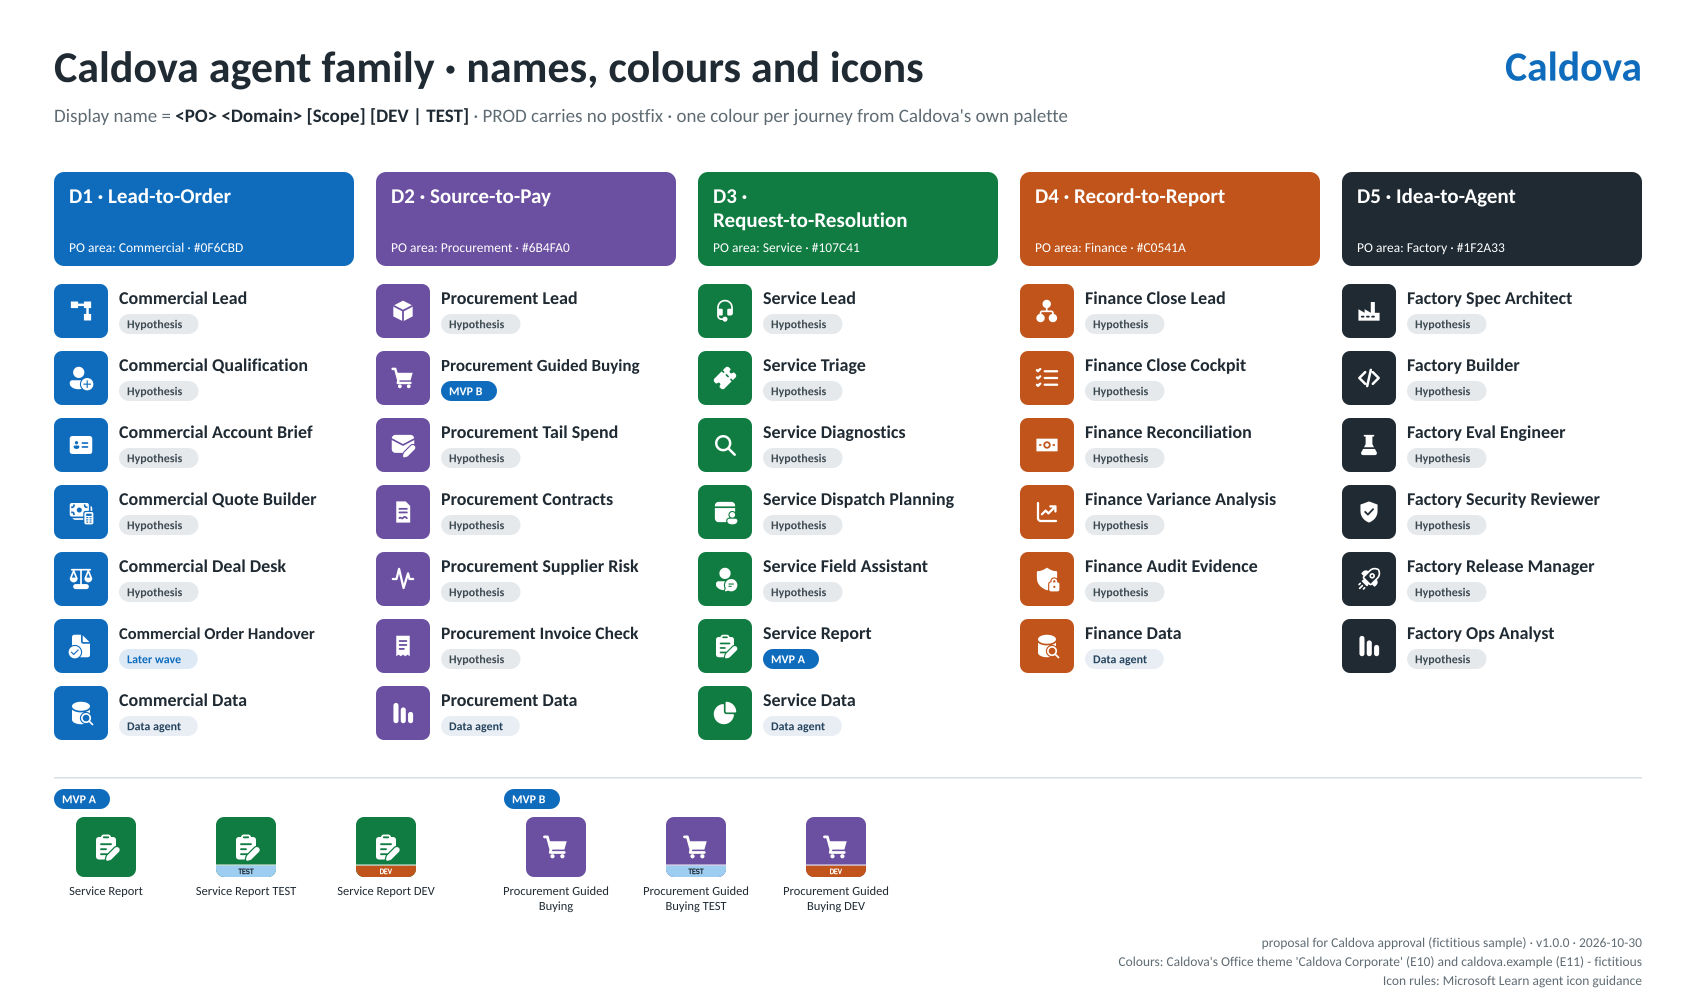 Caldova agent family · names, colours and icons
Caldova
Display name = <PO> <Domain> [Scope] [DEV | TEST] · PROD carries no postfix · one colour per journey from Caldova's own palette
D1 · Lead-to-Order
PO area: Commercial · #0F6CBD
Commercial Lead
Hypothesis
Commercial Qualification
Hypothesis
Commercial Account Brief
Hypothesis
Commercial Quote Builder
Hypothesis
Commercial Deal Desk
Hypothesis
Commercial Order Handover
Later wave
Commercial Data
Data agent
D2 · Source-to-Pay
PO area: Procurement · #6B4FA0
Procurement Lead
Hypothesis
Procurement Guided Buying
MVP B
Procurement Tail Spend
Hypothesis
Procurement Contracts
Hypothesis
Procurement Supplier Risk
Hypothesis
Procurement Invoice Check
Hypothesis
Procurement Data
Data agent
D3 ·
Request-to-Resolution
PO area: Service · #107C41
Service Lead
Hypothesis
Service Triage
Hypothesis
Service Diagnostics
Hypothesis
Service Dispatch Planning
Hypothesis
Service Field Assistant
Hypothesis
Service Report
MVP A
Service Data
Data agent
D4 · Record-to-Report
PO area: Finance · #C0541A
Finance Close Lead
Hypothesis
Finance Close Cockpit
Hypothesis
Finance Reconciliation
Hypothesis
Finance Variance Analysis
Hypothesis
Finance Audit Evidence
Hypothesis
Finance Data
Data agent
D5 · Idea-to-Agent
PO area: Factory · #1F2A33
Factory Spec Architect
Hypothesis
Factory Builder
Hypothesis
Factory Eval Engineer
Hypothesis
Factory Security Reviewer
Hypothesis
Factory Release Manager
Hypothesis
Factory Ops Analyst
Hypothesis
MVP A
Service Report
TEST
Service Report TEST
DEV
Service Report DEV
MVP B
Procurement Guided
Buying
TEST
Procurement Guided
Buying TEST
DEV
Procurement Guided
Buying DEV
proposal for Caldova approval (fictitious sample) · v1.0.0 · 2026-10-30
Colours: Caldova's Office theme 'Caldova Corporate' (E10) and caldova.example (E11) - fictitious
Icon rules: Microsoft Learn agent icon guidance